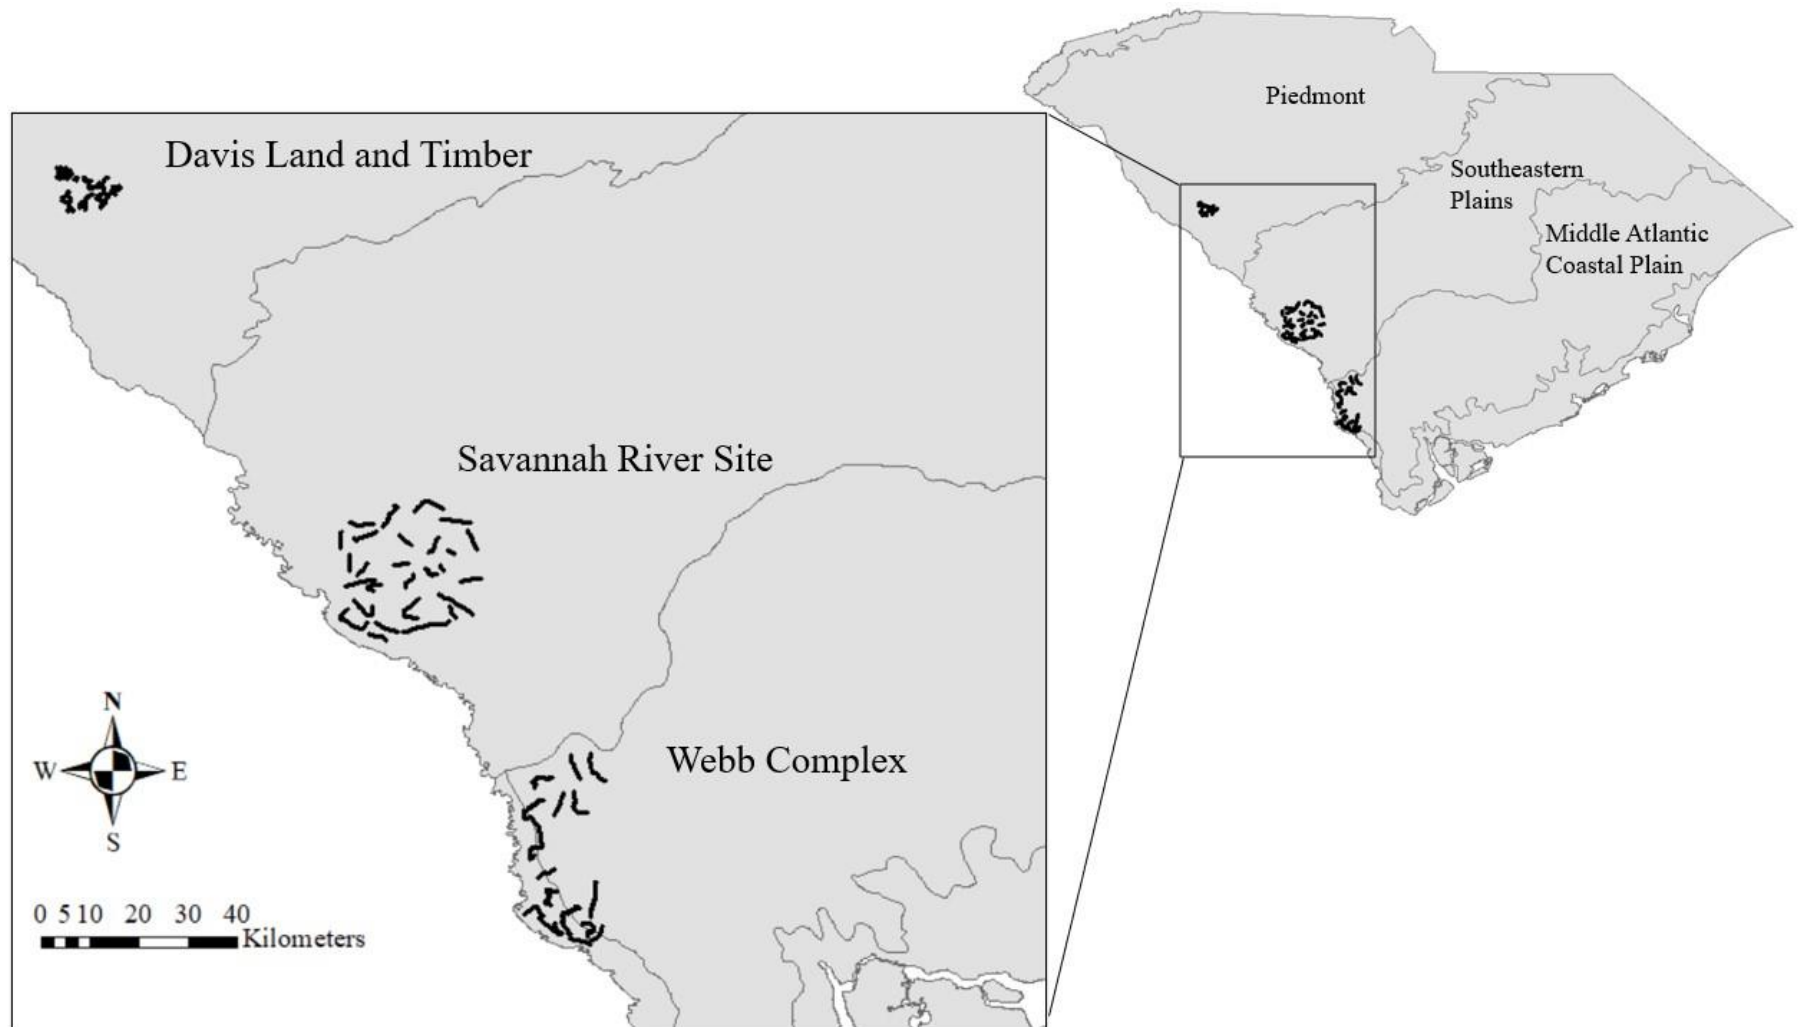 Piedmont
Southeastern
Plains
Middle Atlantic
Coastal Plain
Davis Land and Timber
Savannah River Site
Webb Complex
N
W E
S
0 5 10 20 30 40
Kilometers